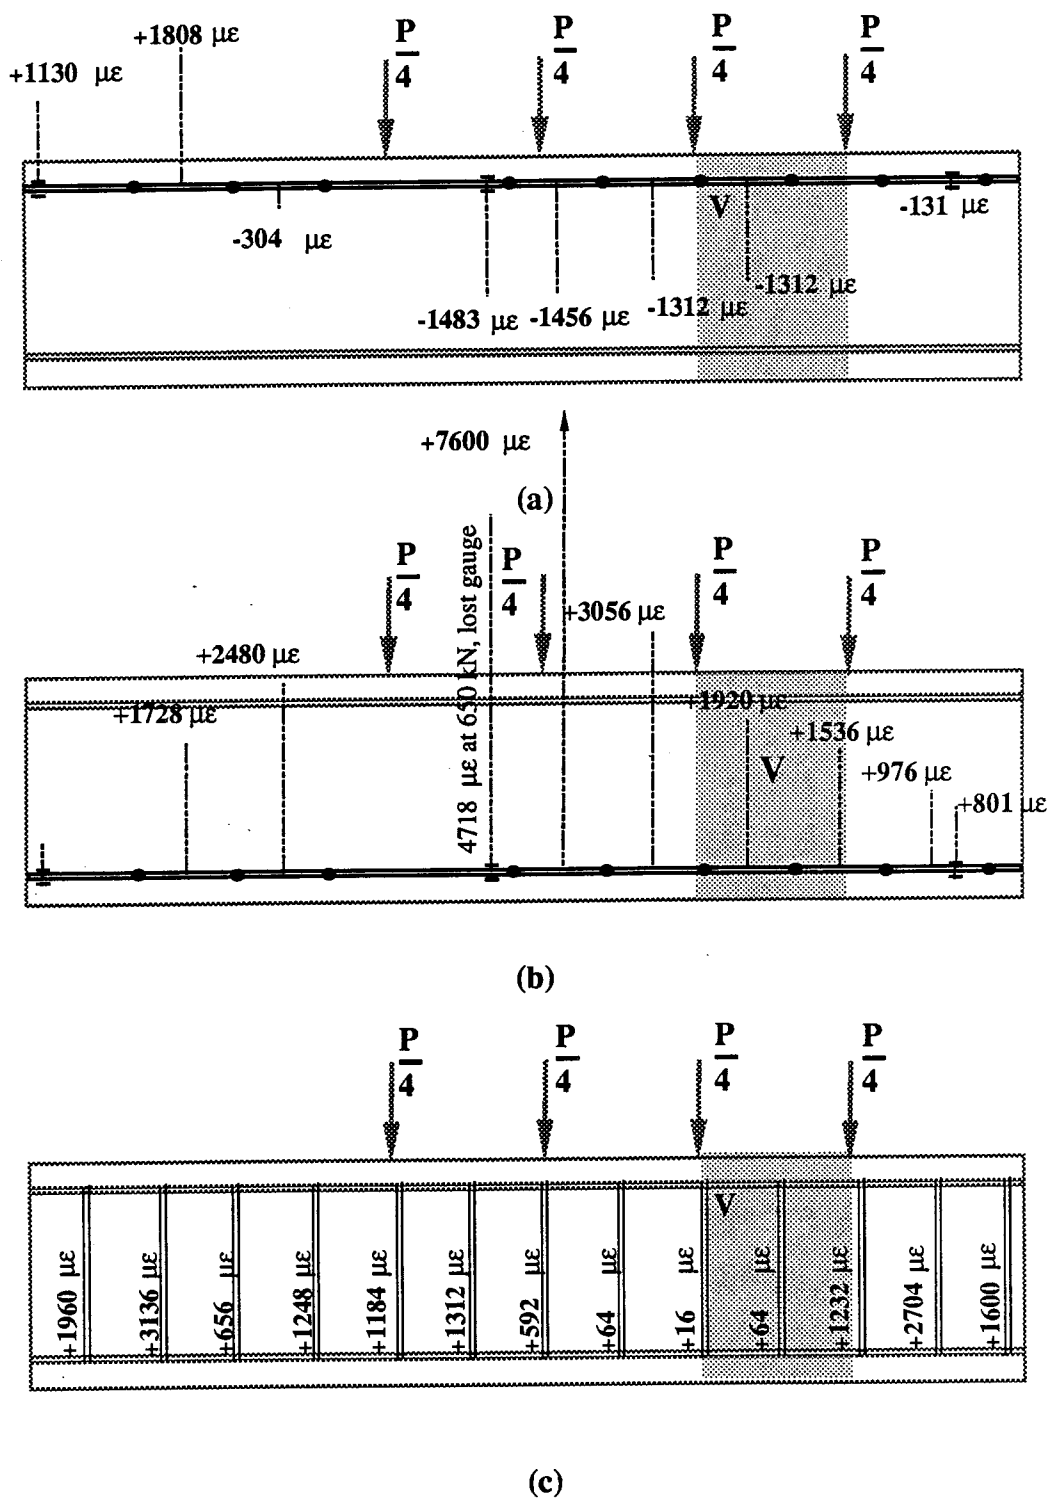 +1130 με
+1808 με
P
4
P
4
P
4
P
4
-304 με
V
-131 με
-1483 με
-1456 με
-1312 με
-1312 με
+7600 με
(a)
P
4
P
4
P
4
P
4
4718 με at 650 kN, lost gauge
+3056 με
+2480 με
+1728 με
+1920 με
+1536 με
V
+976 με
+801 με
(b)
P
4
P
4
P
4
P
4
V
+1960 με
+3136 με
+656 με
+1248 με
+1184 με
+1312 με
+592 με
+64 με
+16 με
+64 με
+1232 με
+2704 με
+1600 με
(c)